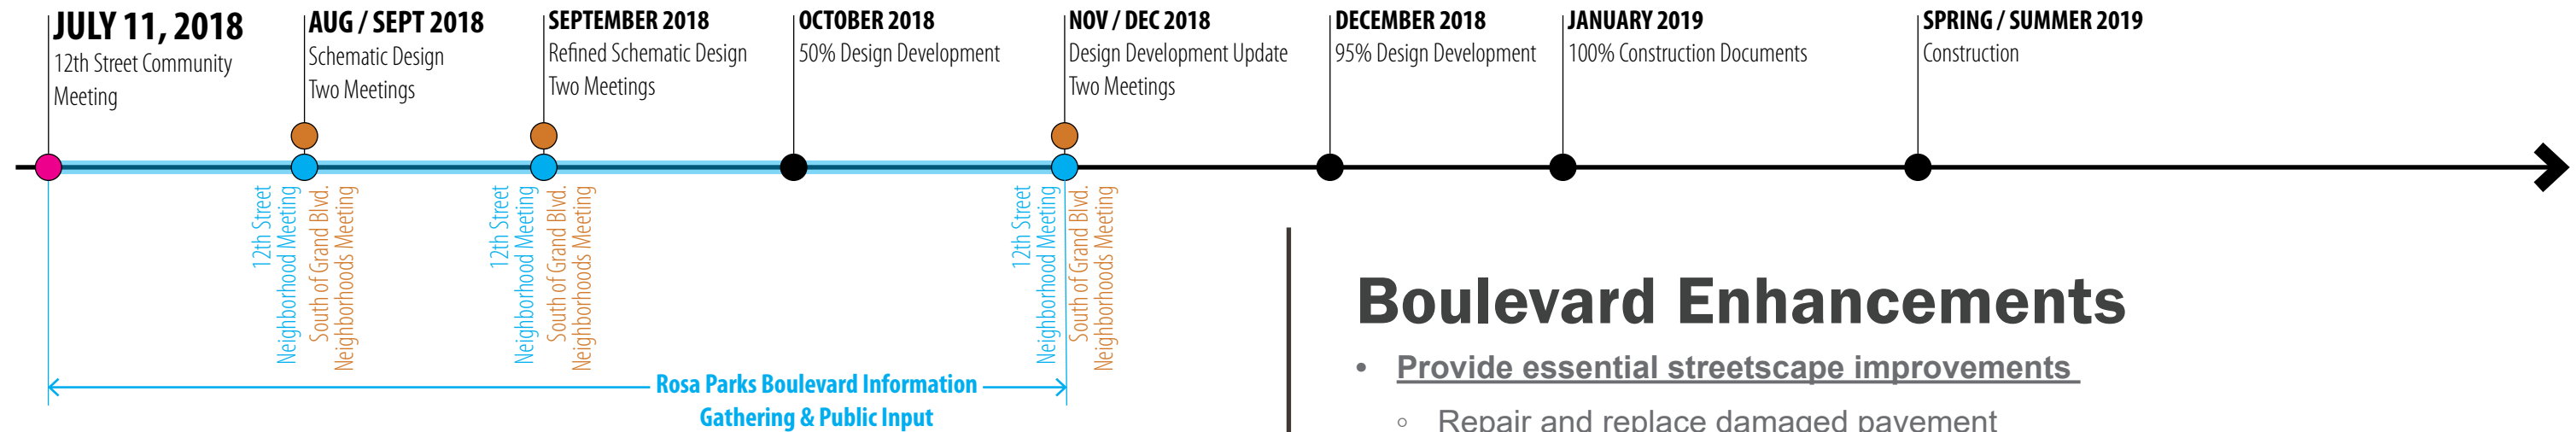 JULY 11, 2018
12th Street Community
Meeting
AUG / SEPT 2018
Schematic Design
Two Meetings
SEPTEMBER 2018
Refined Schematic Design
Two Meetings
OCTOBER 2018
50% Design Development
NOV / DEC 2018
Design Development Update
Two Meetings
DECEMBER 2018
95% Design Development
JANUARY 2019
100% Construction Documents
SPRING / SUMMER 2019
Construction
12th Street
Neighborhood Meeting
South of Grand Blvd.
Neighborhoods Meeting
12th Street
Neighborhood Meeting
South of Grand Blvd.
Neighborhoods Meeting
12th Street
Neighborhood Meeting
South of Grand Blvd.
Neighborhoods Meeting
Rosa Parks Boulevard Information
Gathering & Public Input
Boulevard Enhancements
• Provide essential streetscape improvements
◦ Repair and replace damaged pavement